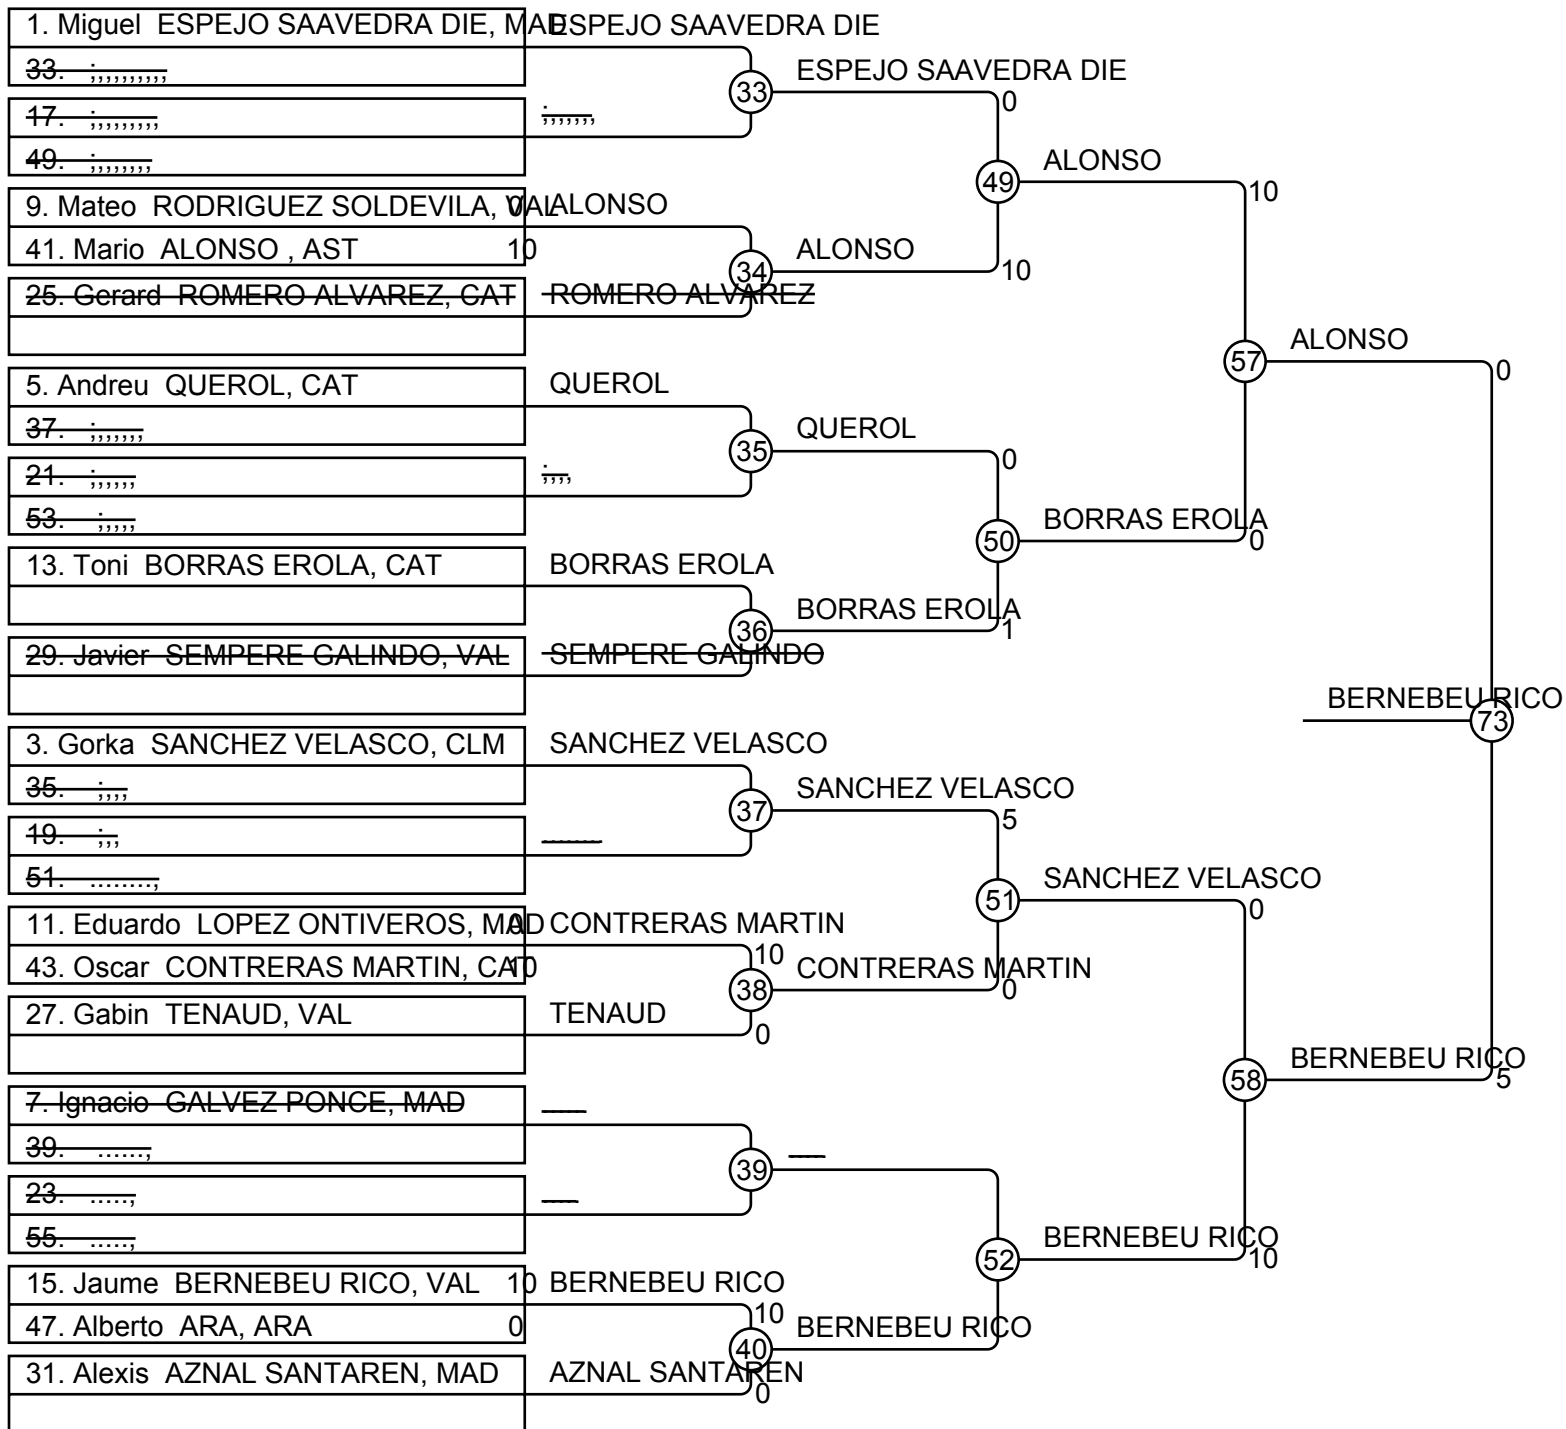 1. Miguel ESPEJO SAAVEDRA DIE, MAD
33. ;,,,,,,,,,
17. ;,,,,,,,,
49. ;,,,,,,,
9. Mateo RODRIGUEZ SOLDEVILA, VAL 0
41. Mario ALONSO , AST 10
25. Gerard ROMERO ALVAREZ, CAT
5. Andreu QUEROL, CAT
37. ;,,,,,,
21. ;,,,,,
53. ;,,,,
13. Toni BORRAS EROLA, CAT
29. Javier SEMPERE GALINDO, VAL
3. Gorka SANCHEZ VELASCO, CLM
35. ;,,,
19. ;,,
51. ........,
11. Eduardo LOPEZ ONTIVEROS, MAD 0
43. Oscar CONTRERAS MARTIN, CAT 10
27. Gabin TENAUD, VAL
7. Ignacio GALVEZ PONCE, MAD
39. ......,
23. .....,
55. .....,
15. Jaume BERNEBEU RICO, VAL 10
47. Alberto ARA, ARA 0
31. Alexis AZNAL SANTAREN, MAD
ESPEJO SAAVEDRA DIE
33
;,,,,,,,
ALONSO
34
ROMERO ALVAREZ
QUEROL
35
;,,,
BORRAS EROLA
36
SEMPERE GALINDO
SANCHEZ VELASCO
37
CONTRERAS MARTIN
10
38
TENAUD
0
39
BERNEBEU RICO
10
40
AZNAL SANTAREN
0
ESPEJO SAAVEDRA DIE
0
49
ALONSO
10
QUEROL
0
50
BORRAS EROLA
1
SANCHEZ VELASCO
5
51
CONTRERAS MARTIN
0
52
BERNEBEU RICO
ALONSO
10
57
BORRAS EROLA
0
SANCHEZ VELASCO
0
58
BERNEBEU RICO
10
ALONSO
0
BERNEBEU RICO
73
BERNEBEU RICO
5